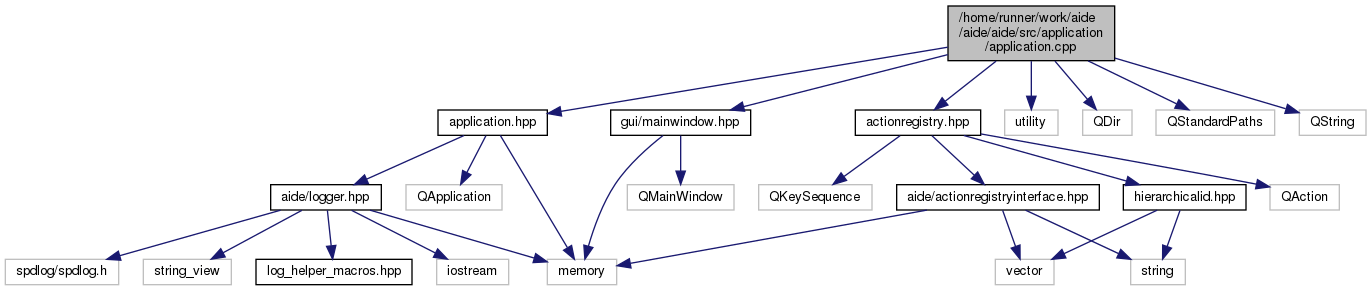 /home/runner/work/aide
/aide/aide/src/application
/application.cpp
application.hpp
gui/mainwindow.hpp
actionregistry.hpp
utility
QDir
QStandardPaths
QString
aide/logger.hpp
QApplication
QMainWindow
QKeySequence
aide/actionregistryinterface.hpp
hierarchicalid.hpp
QAction
spdlog/spdlog.h
string_view
log_helper_macros.hpp
iostream
memory
vector
string